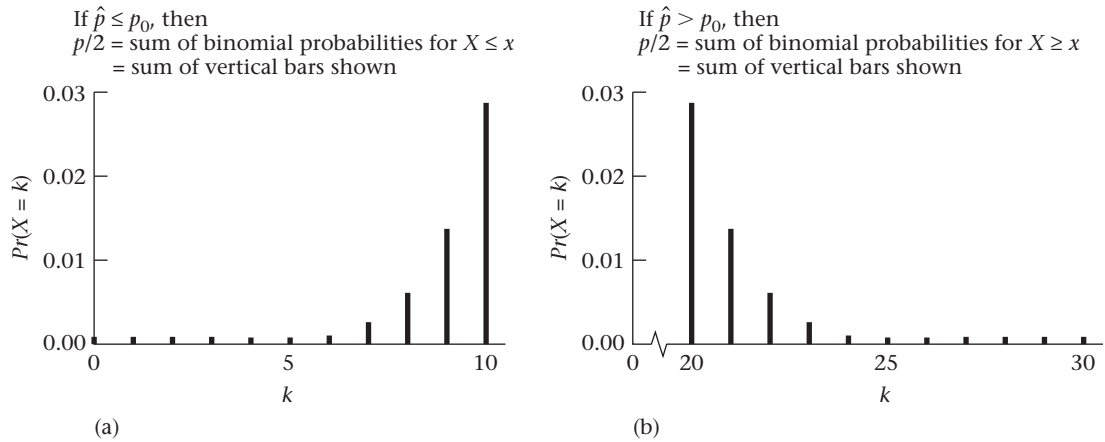 If p̂ ≤ p₀, then
p/2 = sum of binomial probabilities for X ≤ x
= sum of vertical bars shown
0.03
0.02
0.01
0.00
Pr(X = k)
0
5
10
k
(a)
If p̂ > p₀, then
p/2 = sum of binomial probabilities for X ≥ x
= sum of vertical bars shown
0.03
0.02
0.01
0.00
Pr(X = k)
0
20
25
30
k
(b)